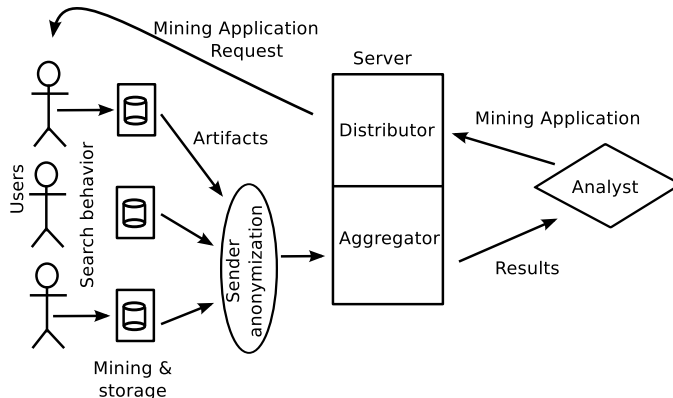 Mining Application
Request
Server
Distributor
Mining Application
Artifacts
Analyst
Users
Search behavior
Sender
anonymization
Aggregator
Results
Mining &
storage